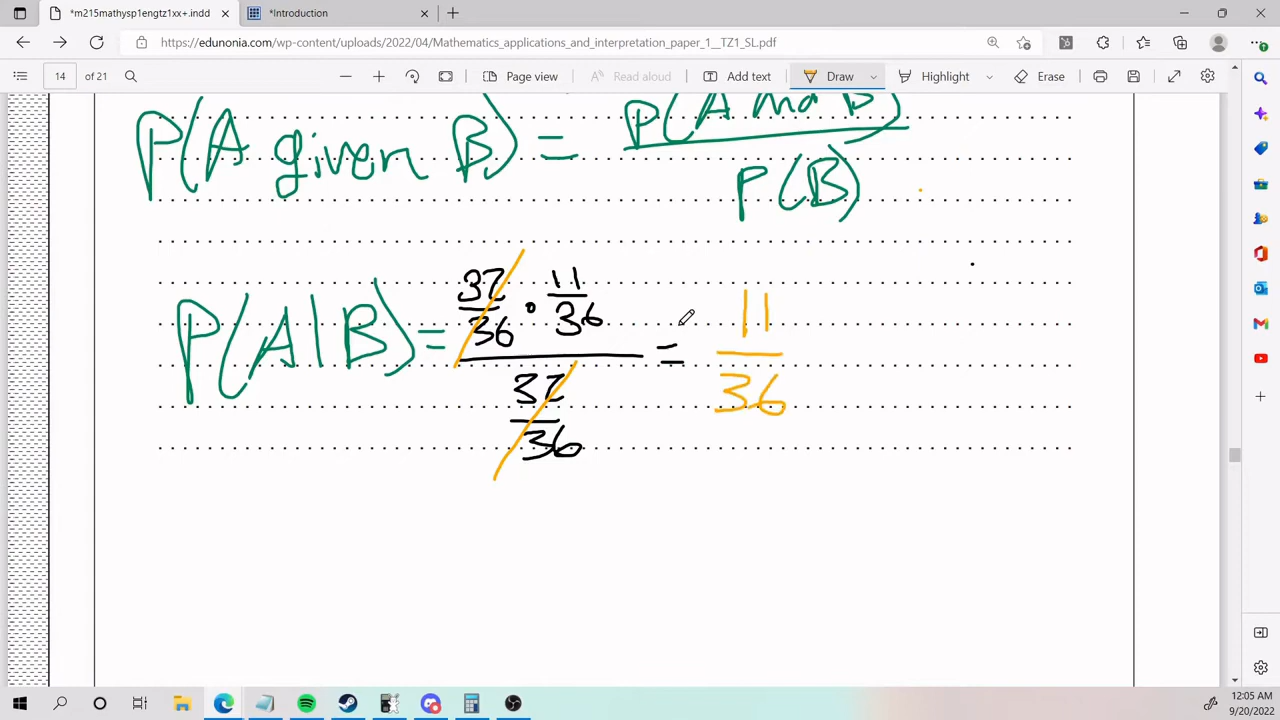 *m215mathysp1engtz1xx+.indd
*Introduction
https://edunonia.com/wp-content/uploads/2022/04/Mathematics_applications_and_interpretation_paper_1__TZ1_SL.pdf
14 of 21
Page view
Read aloud
Add text
Draw
Highlight
Erase
P(A given B) = P(A and B) / P(B)
P(A|B) = (37/36 · 11/36) / (37/36) = 11/36
12:05 AM
9/20/2022